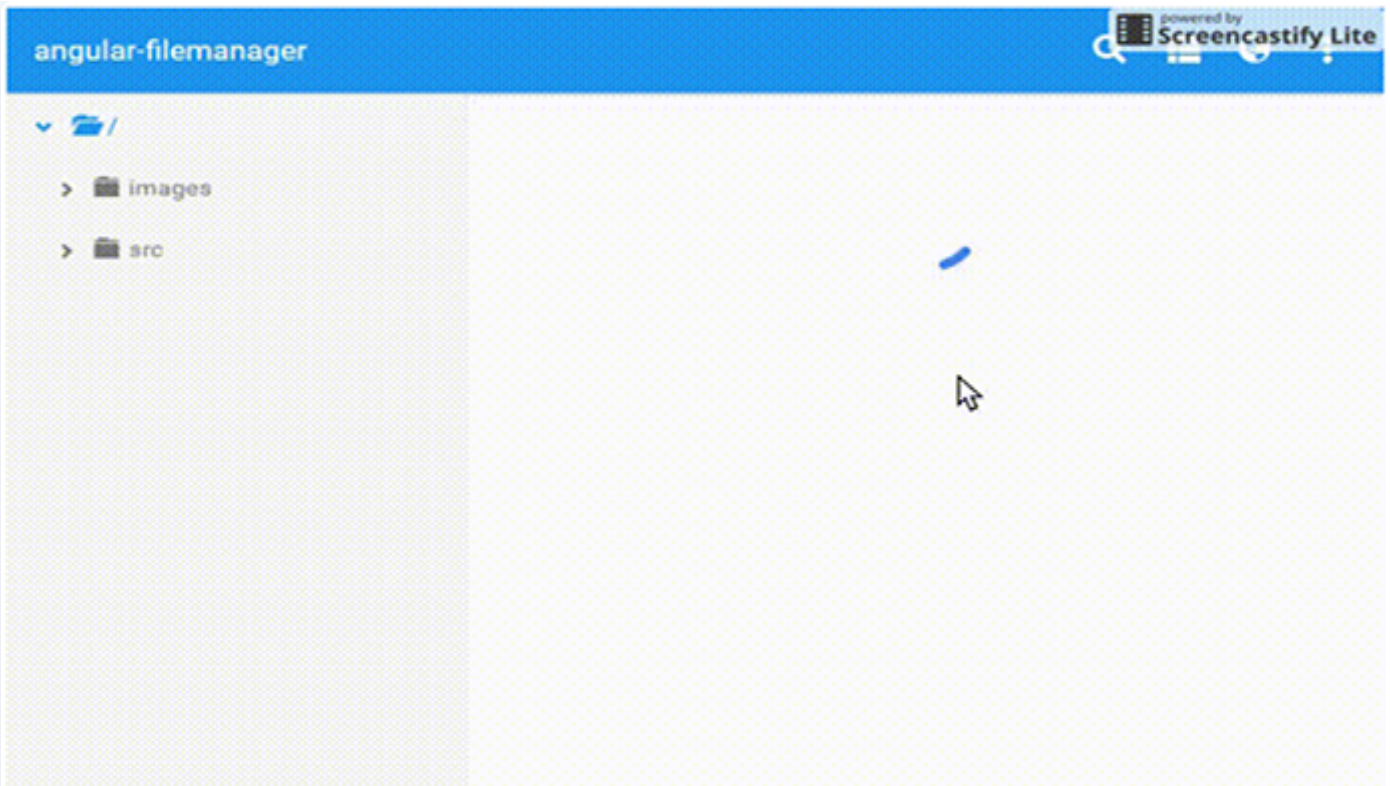 angular-filemanager
powered by
Screencastify Lite
/
images
src